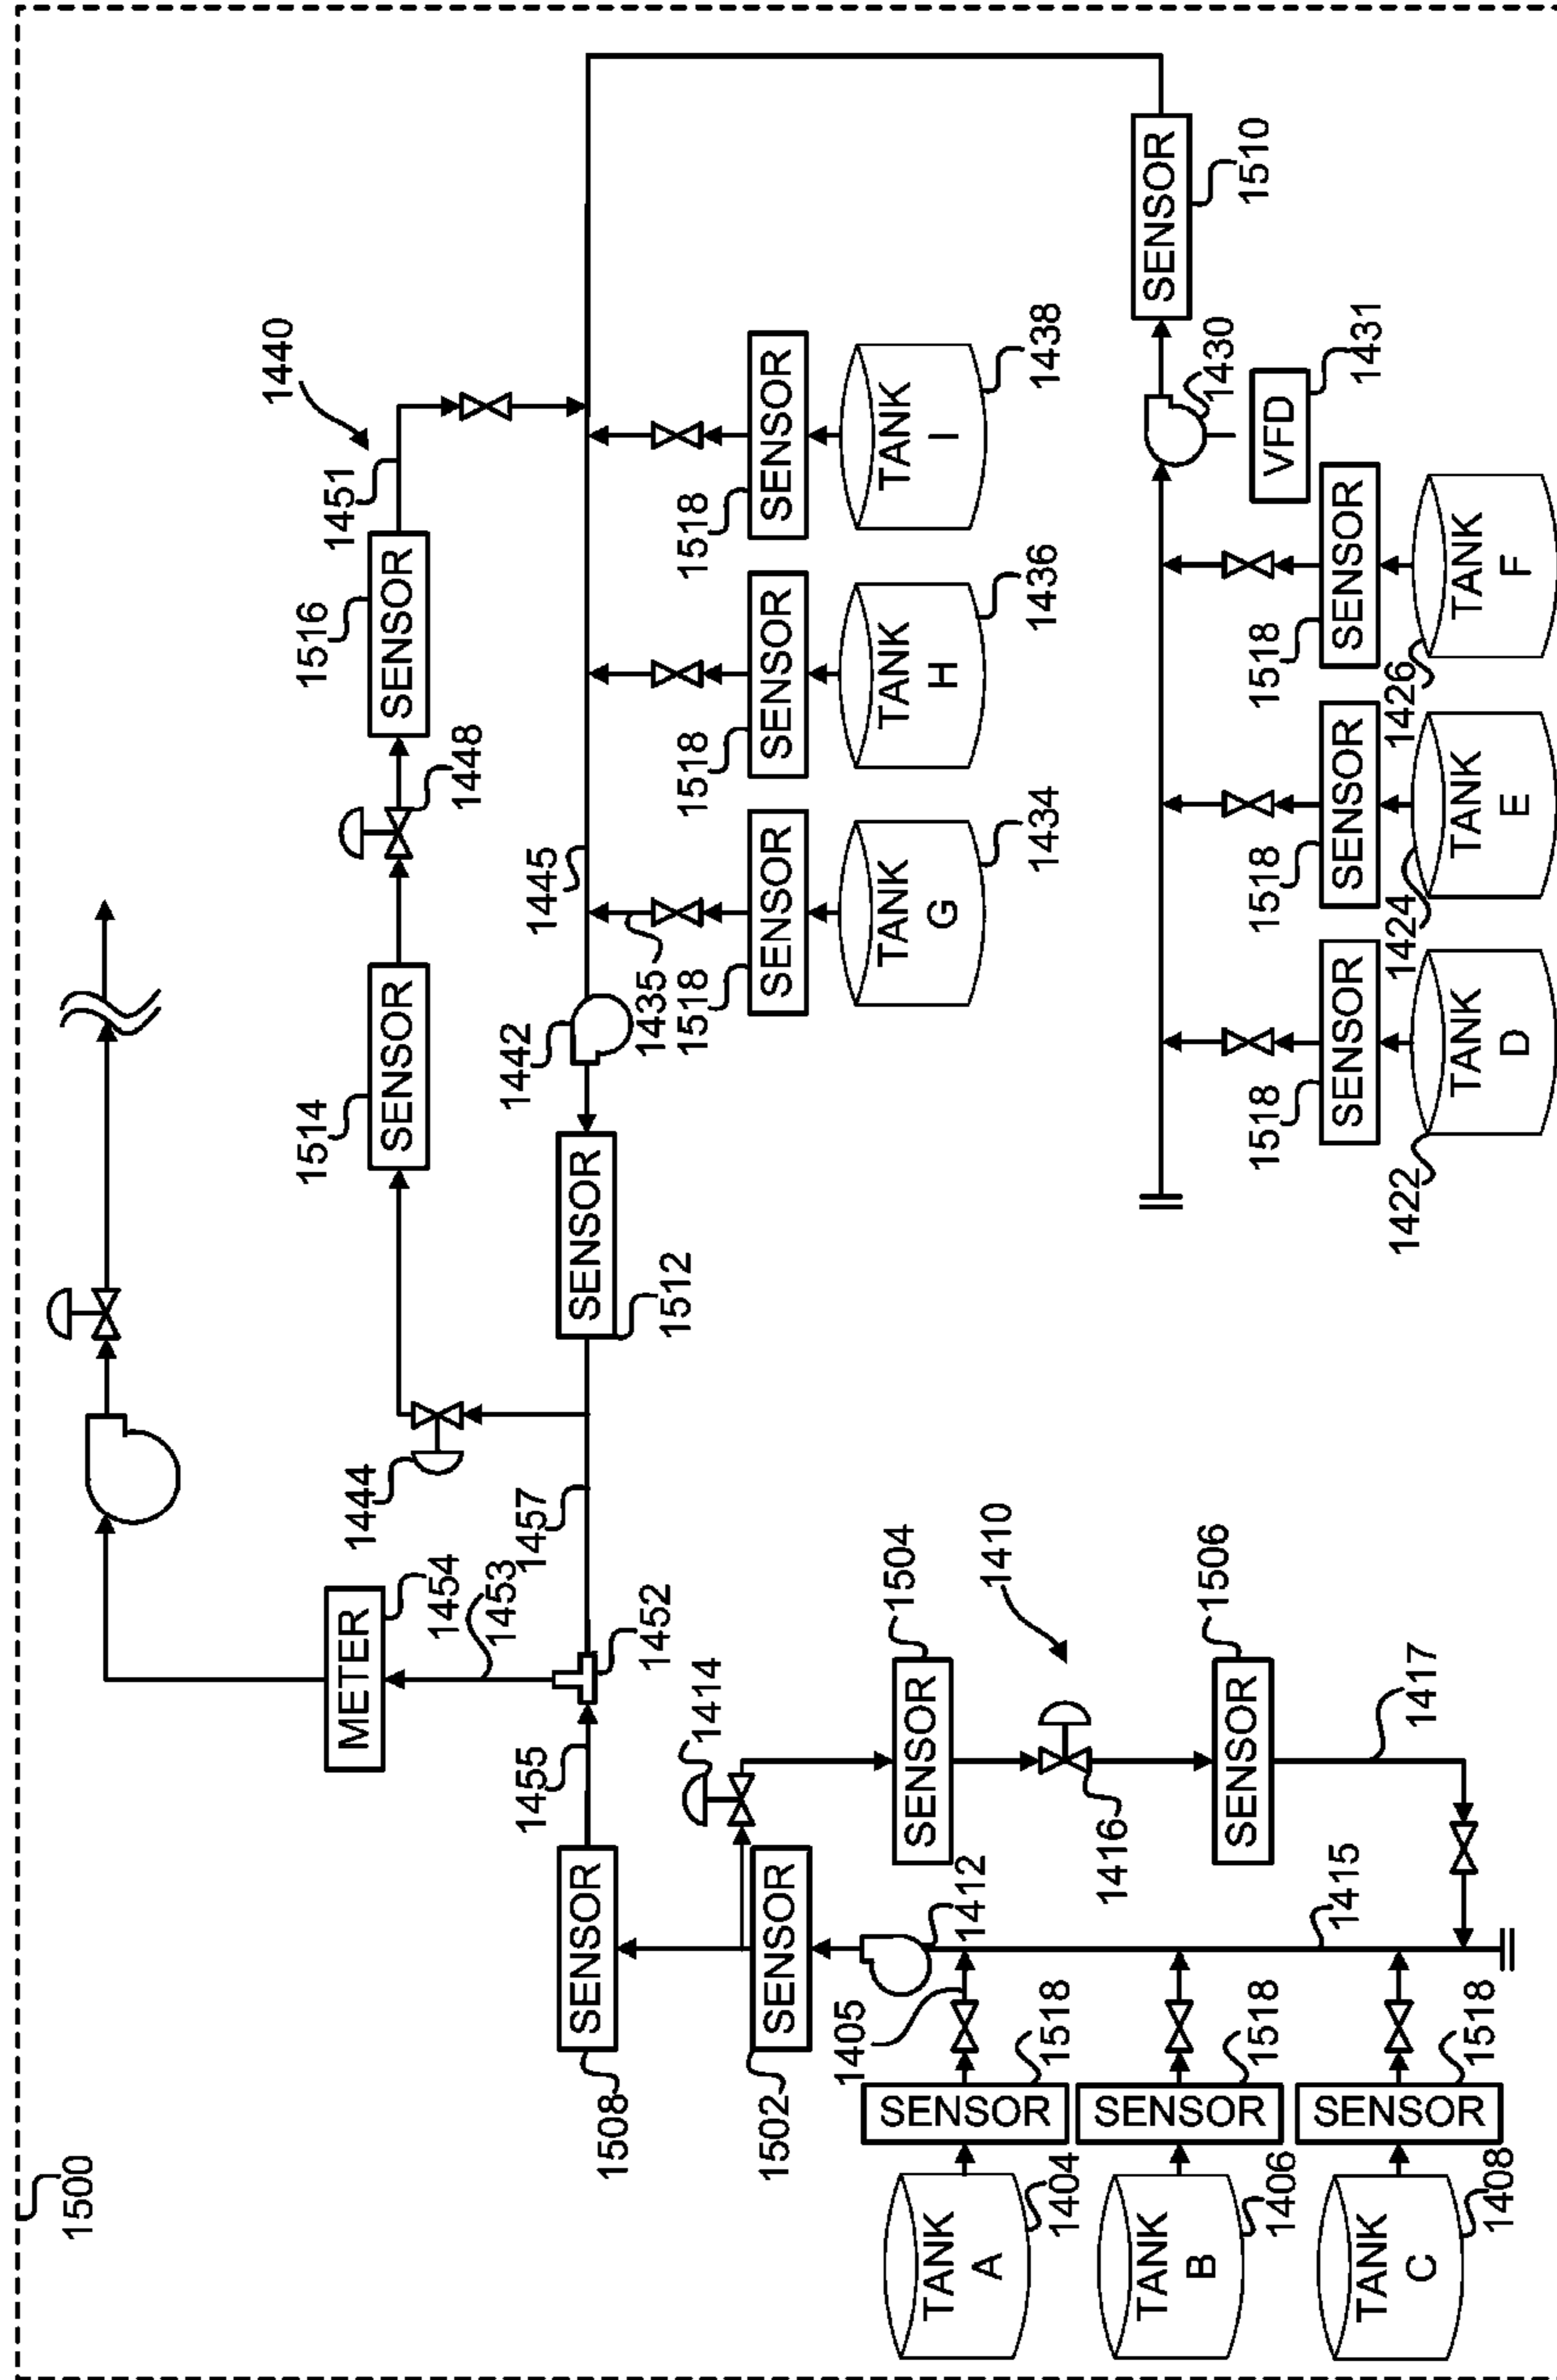 1500
1440
1451
1516
SENSOR
1448
1514
SENSOR
1444
METER
1454
1453
1457
1452
1455
SENSOR
1508
SENSOR
1512
1442
1445
1435
1518
SENSOR
TANK
G
1434
1518
SENSOR
TANK
H
1436
1518
SENSOR
TANK
I
1438
SENSOR
1510
1430
VFD
1431
1518
SENSOR
TANK
F
1426
1518
SENSOR
TANK
E
1424
1518
SENSOR
TANK
D
1422
1414
SENSOR
1502
SENSOR
1504
1410
1416
SENSOR
1506
1417
1412
1415
1405
SENSOR
1518
TANK
A
1404
SENSOR
1518
TANK
B
1406
SENSOR
1518
TANK
C
1408